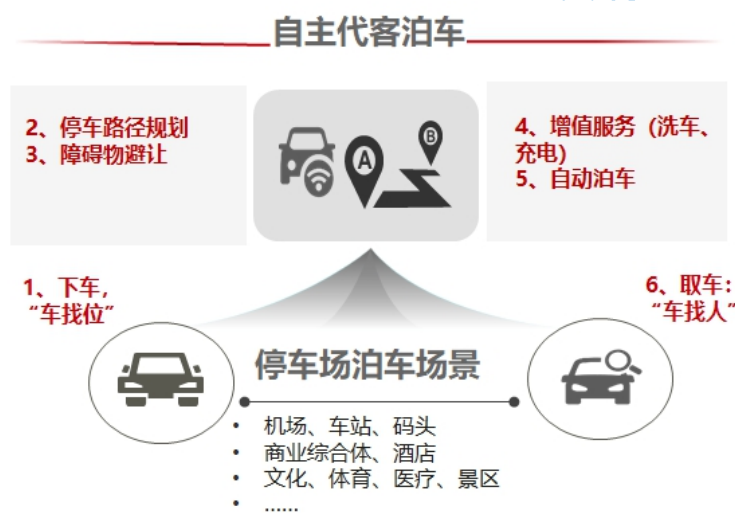 自主代客泊车
2、停车路径规划
3、障碍物避让
A
B
4、增值服务（洗车、
充电)
5、自动泊车
1、下车，
“车找位”
6、取车：
“车找人”
停车场泊车场景
• 机场、车站、码头
• 商业综合体、酒店
• 文化、体育、医疗、景区
• ......